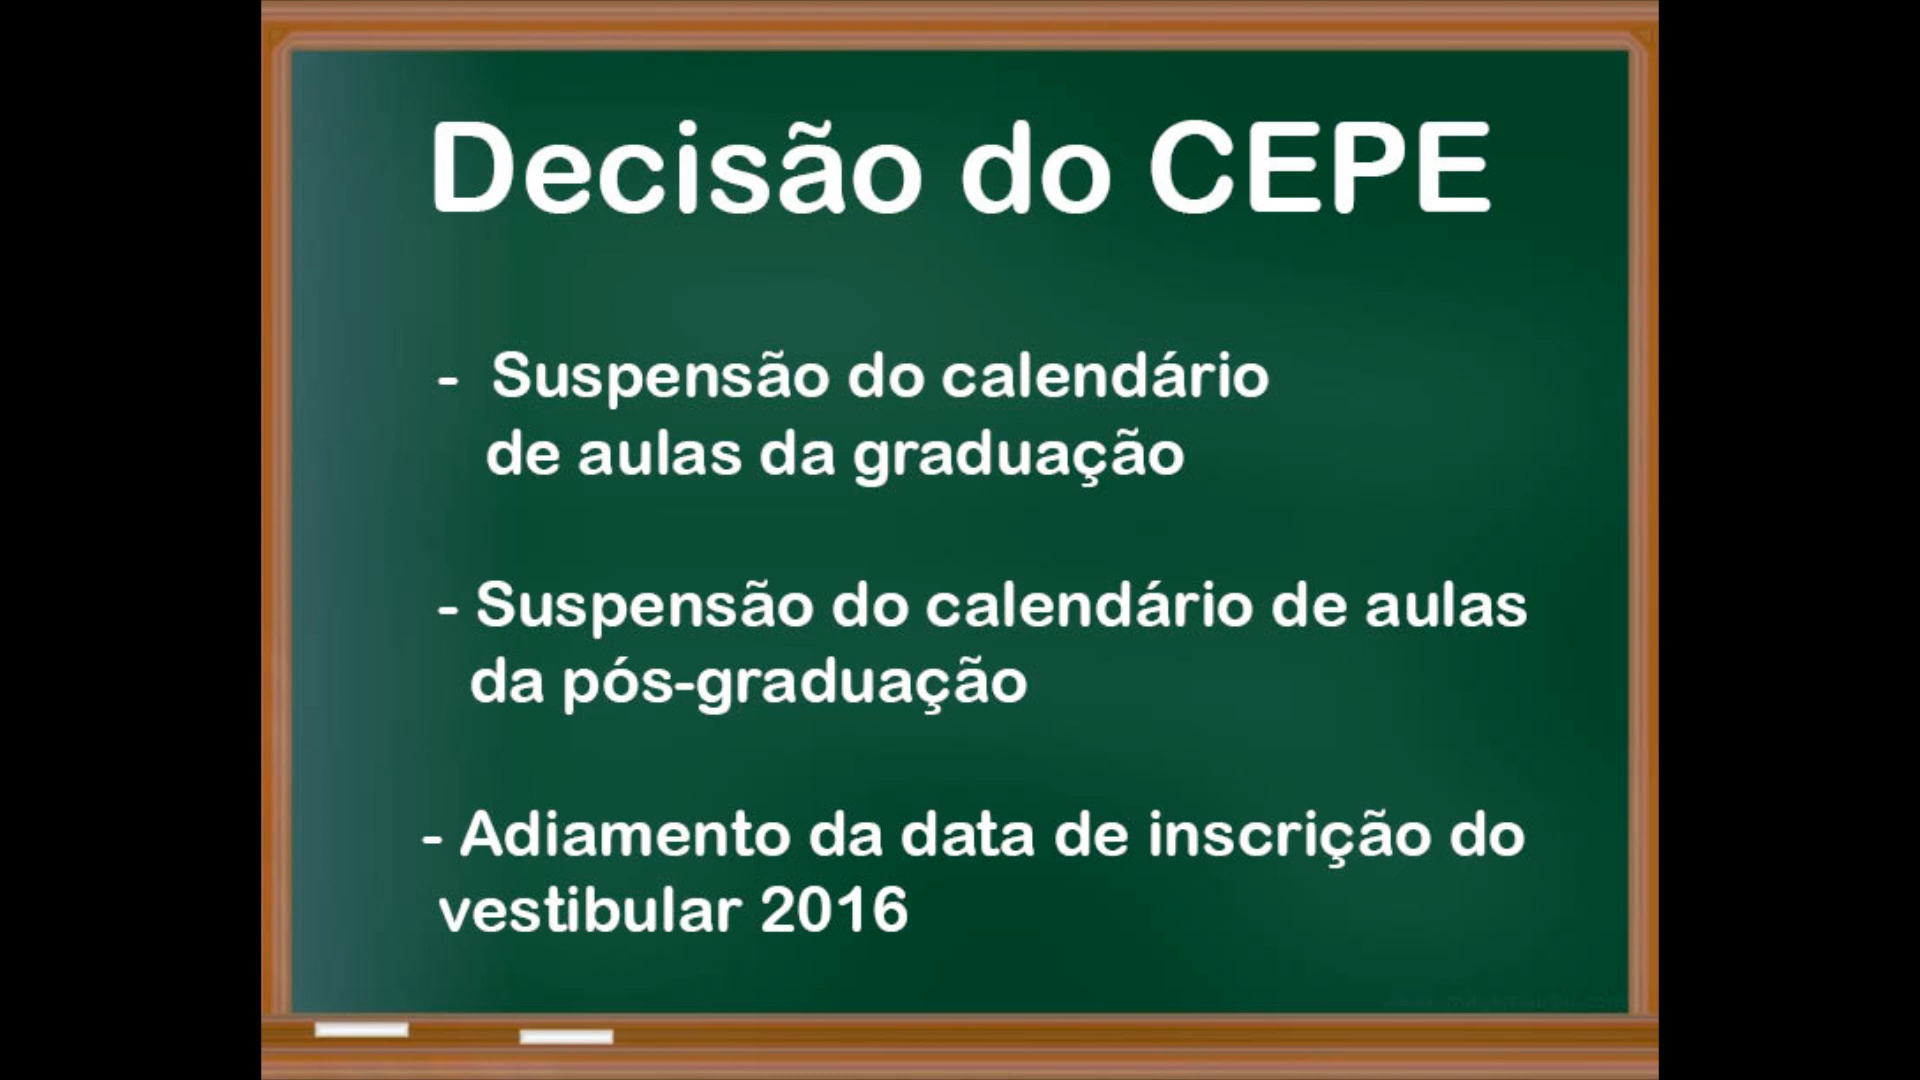 Decisão do CEPE
- Suspensão do calendário
de aulas da graduação
- Suspensão do calendário de aulas
da pós-graduação
- Adiamento da data de inscrição do
vestibular 2016